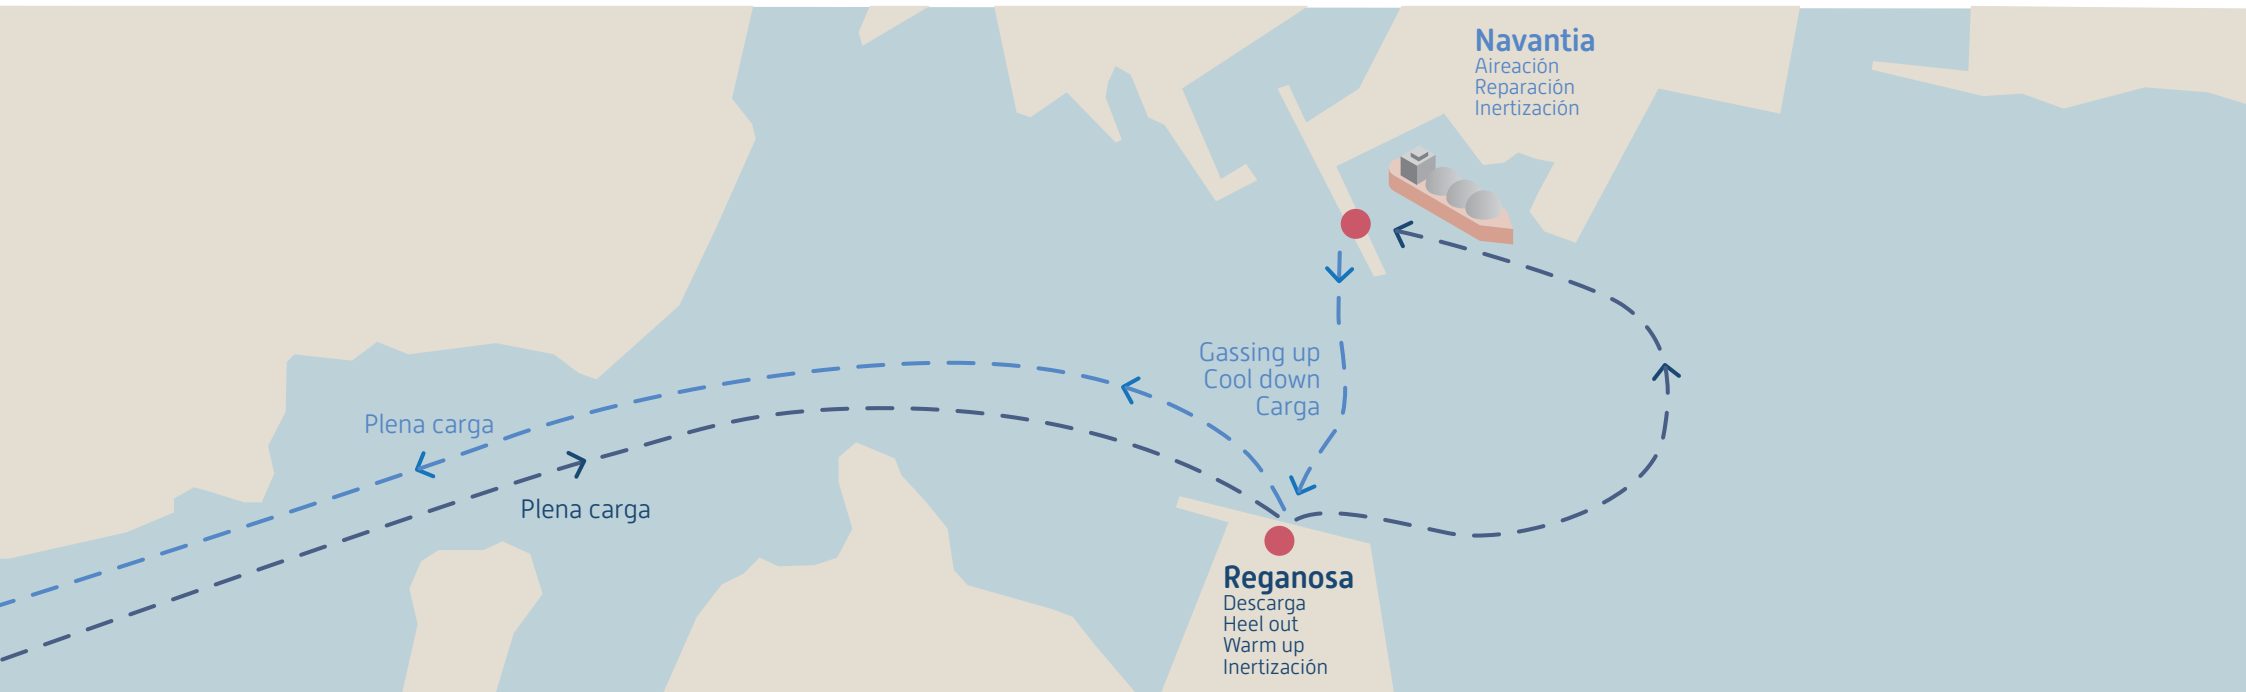 Navantia
Aireación
Reparación
Inertización
Gassing up
Cool down
Carga
Plena carga
Plena carga
Reganosa
Descarga
Heel out
Warm up
Inertización